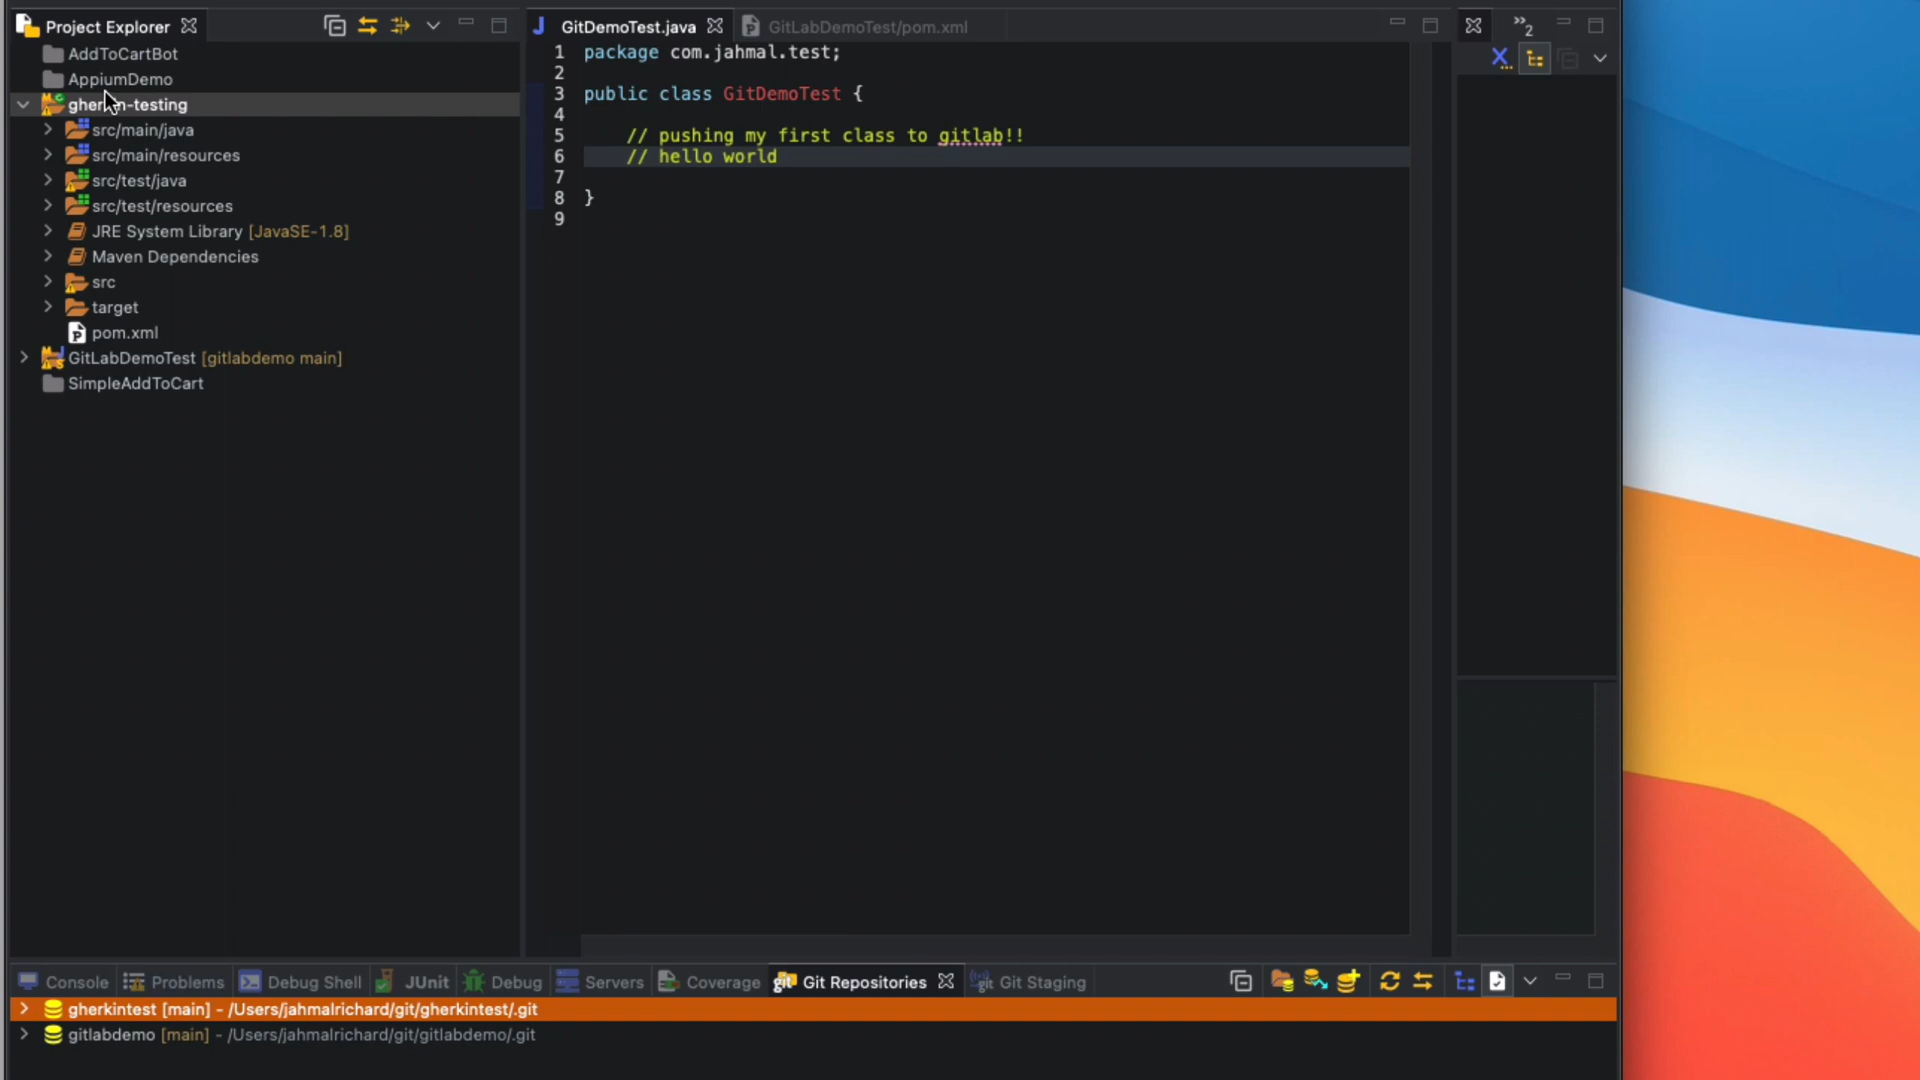 Project Explorer
AddToCartBot
AppiumDemo
gherkin-testing
src/main/java
src/main/resources
src/test/java
src/test/resources
JRE System Library [JavaSE-1.8]
Maven Dependencies
src
target
pom.xml
GitLabDemoTest [gitlabdemo main]
SimpleAddToCart
GitDemoTest.java
GitLabDemoTest/pom.xml
1 package com.jahmal.test;
2
3 public class GitDemoTest {
4
5 // pushing my first class to gitlab!!
6 // hello world
7
8 }
9
»2
Console
Problems
Debug Shell
JUnit
Debug
Servers
Coverage
git Git Repositories
Git Staging
gherkintest [main] - /Users/jahmalrichard/git/gherkintest/.git
gitlabdemo [main] - /Users/jahmalrichard/git/gitlabdemo/.git